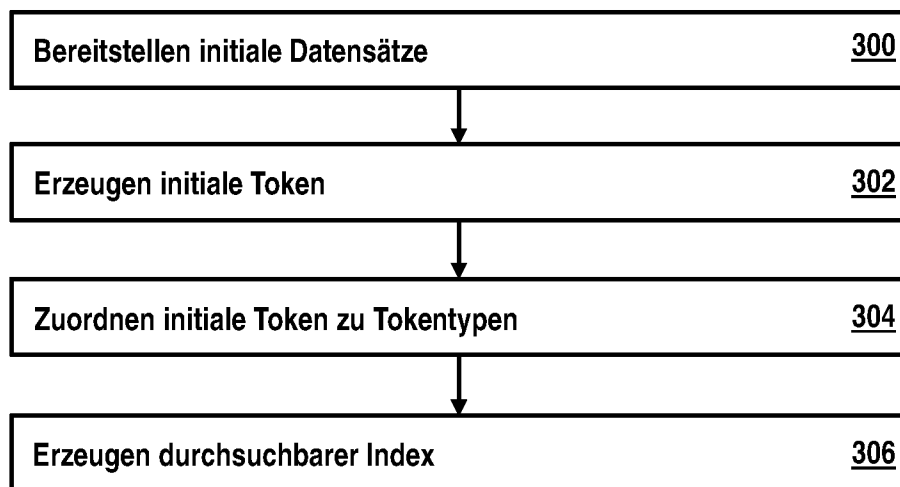 Bereitstellen initiale Datensätze 300
Erzeugen initiale Token 302
Zuordnen initiale Token zu Tokentypen 304
Erzeugen durchsuchbarer Index 306